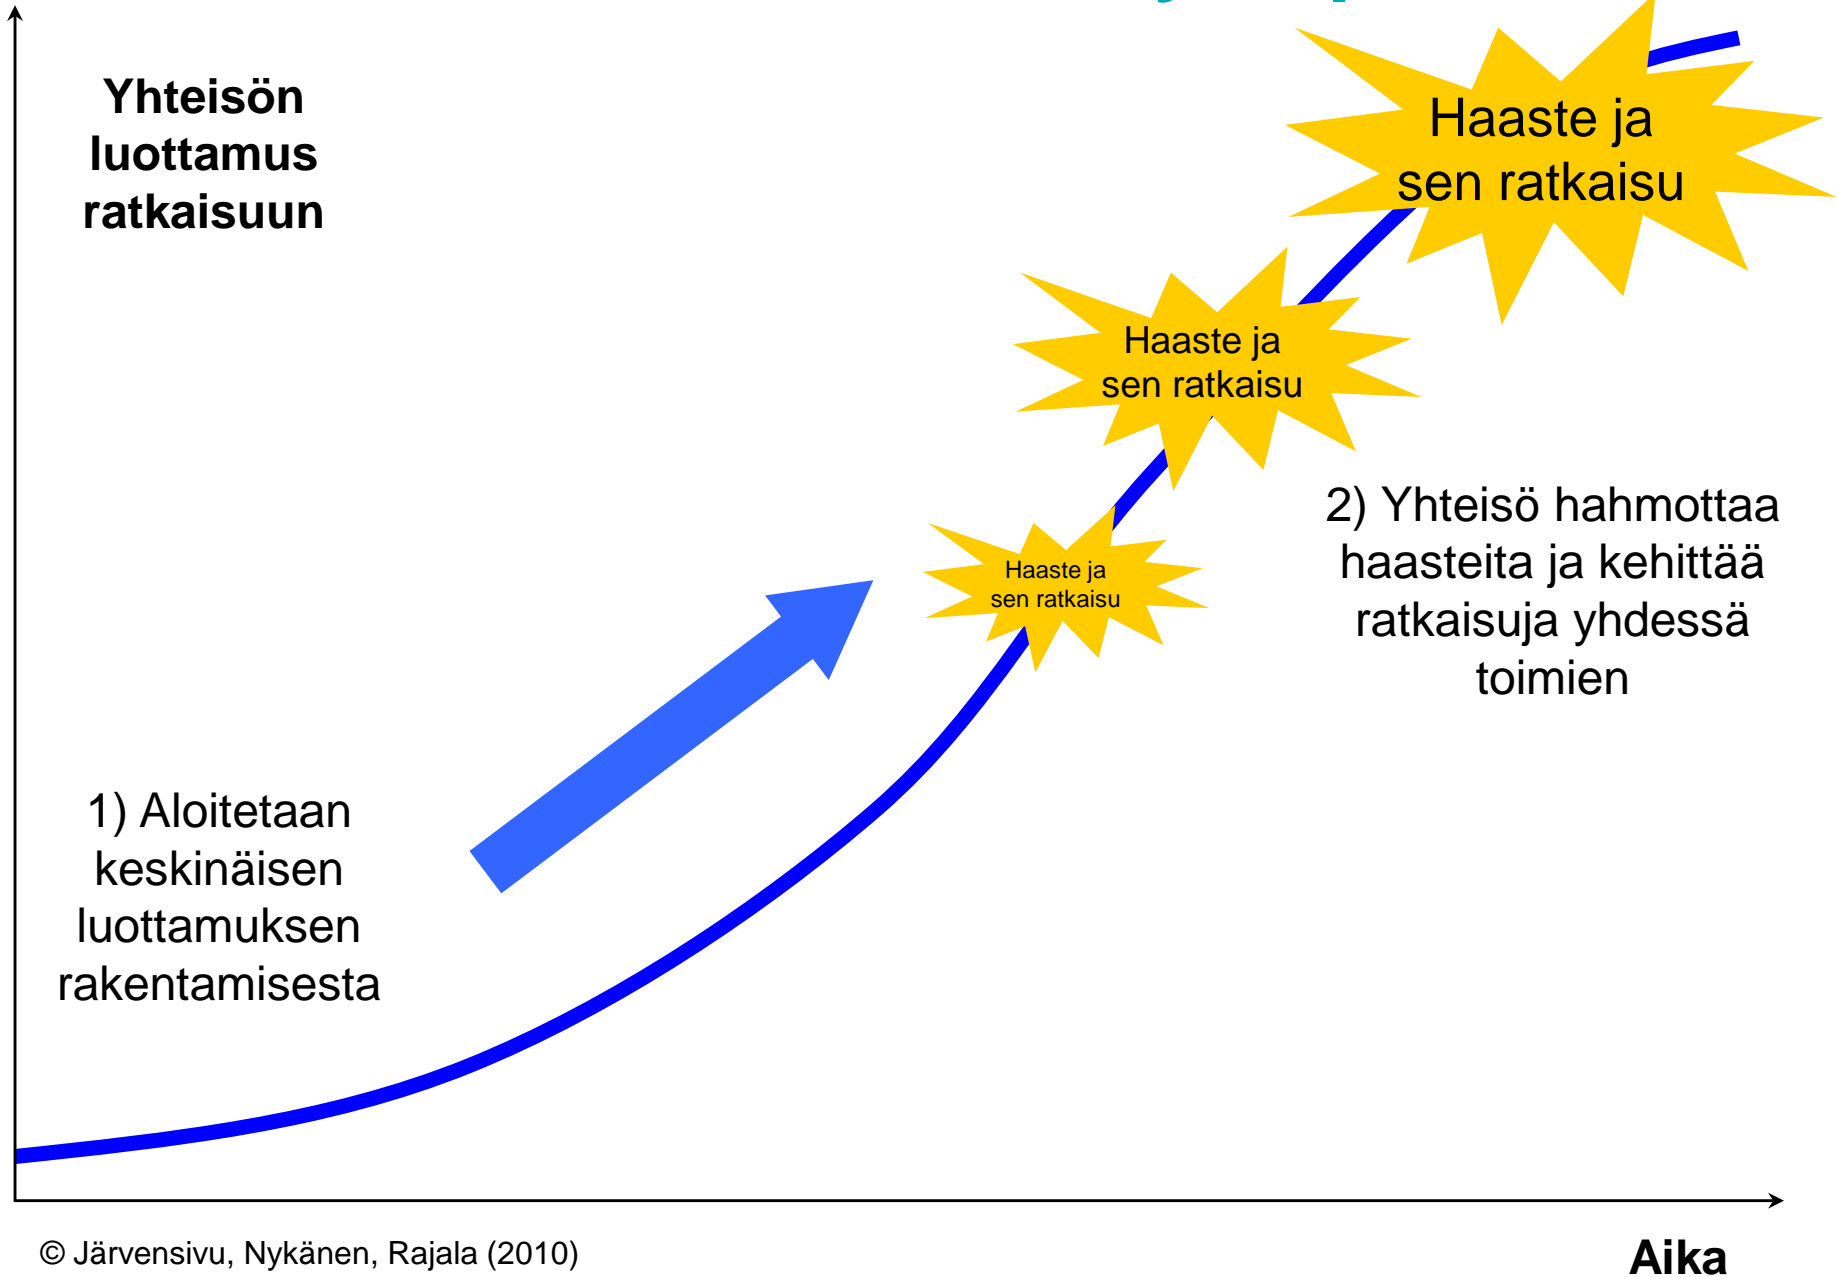 Yhteisön
luottamus
ratkaisuun
Haaste ja
sen ratkaisu
Haaste ja
sen ratkaisu
Haaste ja
sen ratkaisu
2) Yhteisö hahmottaa
haasteita ja kehittää
ratkaisuja yhdessä
toimien
1) Aloitetaan
keskinäisen
luottamuksen
rakentamisesta
© Järvensivu, Nykänen, Rajala (2010)
Aika